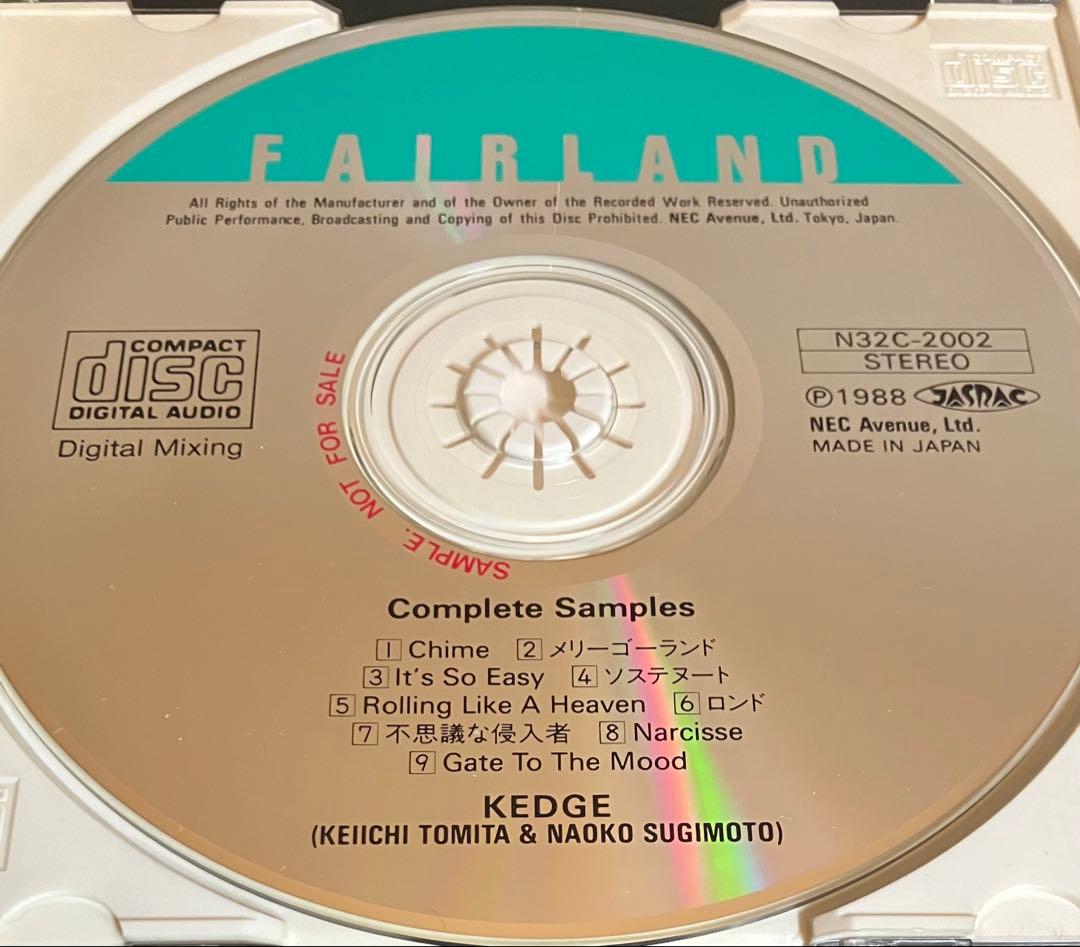 COMPACT
disc
FAIRLAND
All Rights of the Manufacturer and of the Owner of the Recorded Work Reserved. Unauthorized
Public Performance, Broadcasting and Copying of this Disc Prohibited. NEC Avenue, Ltd. Tokyo, Japan.
COMPACT
disc
DIGITAL AUDIO
Digital Mixing
N32C-2002
STEREO
Ⓟ1988 JASRAC
NEC Avenue, Ltd.
MADE IN JAPAN
SAMPLE. NOT FOR SALE
Complete Samples
1 Chime 2 メリーゴーランド
3 It's So Easy 4 ソステヌート
5 Rolling Like A Heaven 6 ロンド
7 不思議な侵入者 8 Narcisse
9 Gate To The Mood
KEDGE
(KEIICHI TOMITA & NAOKO SUGIMOTO)